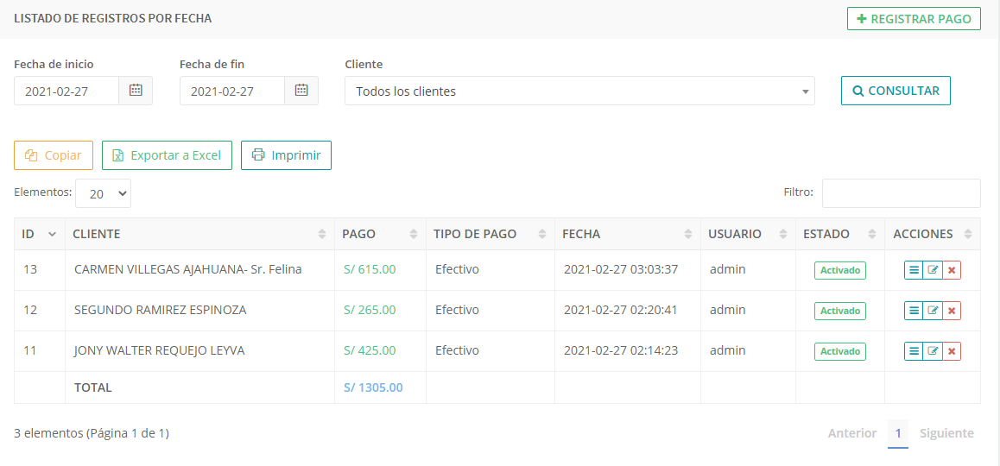 LISTADO DE REGISTROS POR FECHA
REGISTRAR PAGO
Fecha de inicio Fecha de fin Cliente
2021-02-27 2021-02-27 Todos los clientes CONSULTAR
Copiar Exportar a Excel Imprimir
Elementos: 20 Filtro:
ID CLIENTE PAGO TIPO DE PAGO FECHA USUARIO ESTADO ACCIONES
13 CARMEN VILLEGAS AJAHUANA- Sr. Felina S/ 615.00 Efectivo 2021-02-27 03:03:37 admin Activado
12 SEGUNDO RAMIREZ ESPINOZA S/ 265.00 Efectivo 2021-02-27 02:20:41 admin Activado
11 JONY WALTER REQUEJO LEYVA S/ 425.00 Efectivo 2021-02-27 02:14:23 admin Activado
TOTAL S/ 1305.00
3 elementos (Página 1 de 1) Anterior 1 Siguiente